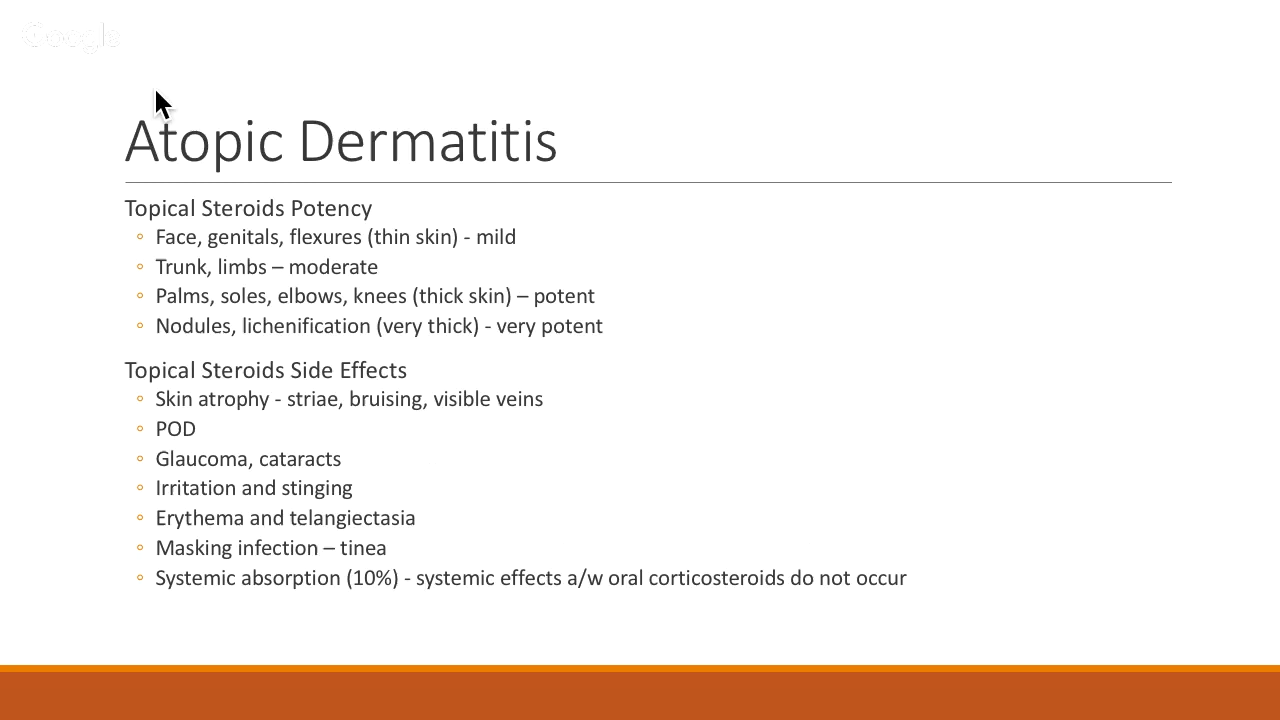 Google
Atopic Dermatitis
Topical Steroids Potency
◦ Face, genitals, flexures (thin skin) - mild
◦ Trunk, limbs – moderate
◦ Palms, soles, elbows, knees (thick skin) – potent
◦ Nodules, lichenification (very thick) - very potent
Topical Steroids Side Effects
◦ Skin atrophy - striae, bruising, visible veins
◦ POD
◦ Glaucoma, cataracts
◦ Irritation and stinging
◦ Erythema and telangiectasia
◦ Masking infection – tinea
◦ Systemic absorption (10%) - systemic effects a/w oral corticosteroids do not occur